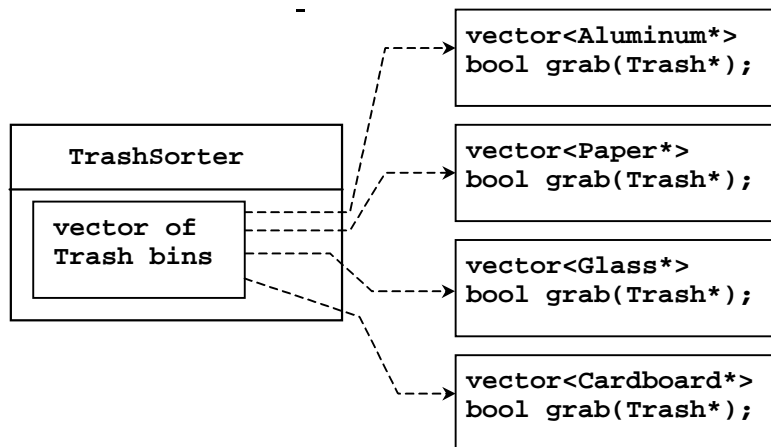 vector<Aluminum*>
bool grab(Trash*);
TrashSorter
vector of
Trash bins
vector<Paper*>
bool grab(Trash*);
vector<Glass*>
bool grab(Trash*);
vector<Cardboard*>
bool grab(Trash*);